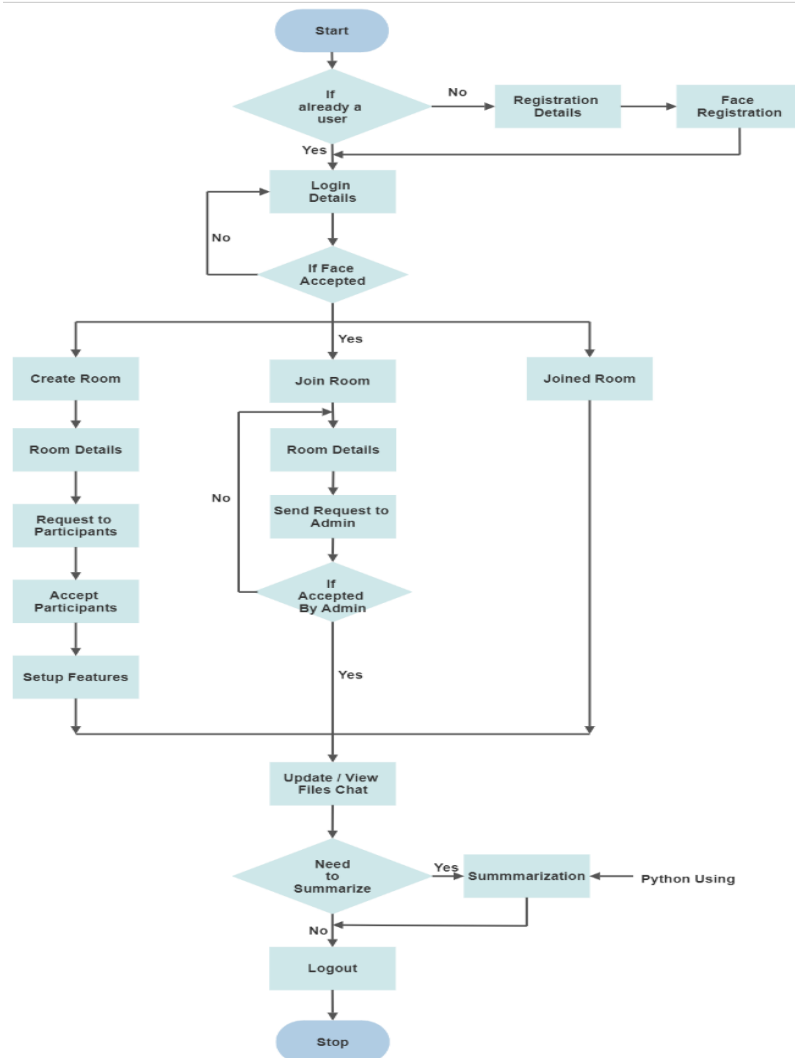 Start
If
already a
user
No
Registration
Details
Face
Registration
Yes
Login
Details
No
If Face
Accepted
Yes
Create Room
Join Room
Joined Room
Room Details
Room Details
No
Request to
Participants
Send Request to
Admin
Accept
Participants
If
Accepted
By Admin
Setup Features
Yes
Update / View
Files Chat
Need
to
Summarize
Yes
Summmarization
Python Using
No
Logout
Stop